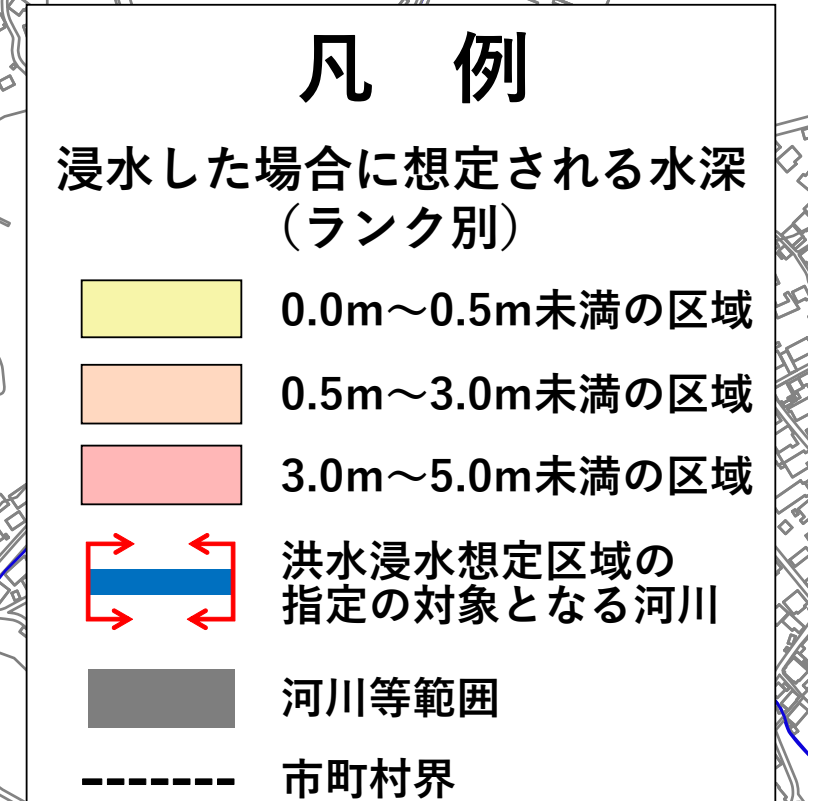 凡　例
浸水した場合に想定される水深
（ランク別）
0.0m～0.5m未満の区域
0.5m～3.0m未満の区域
3.0m～5.0m未満の区域
洪水浸水想定区域の
指定の対象となる河川
河川等範囲
市町村界